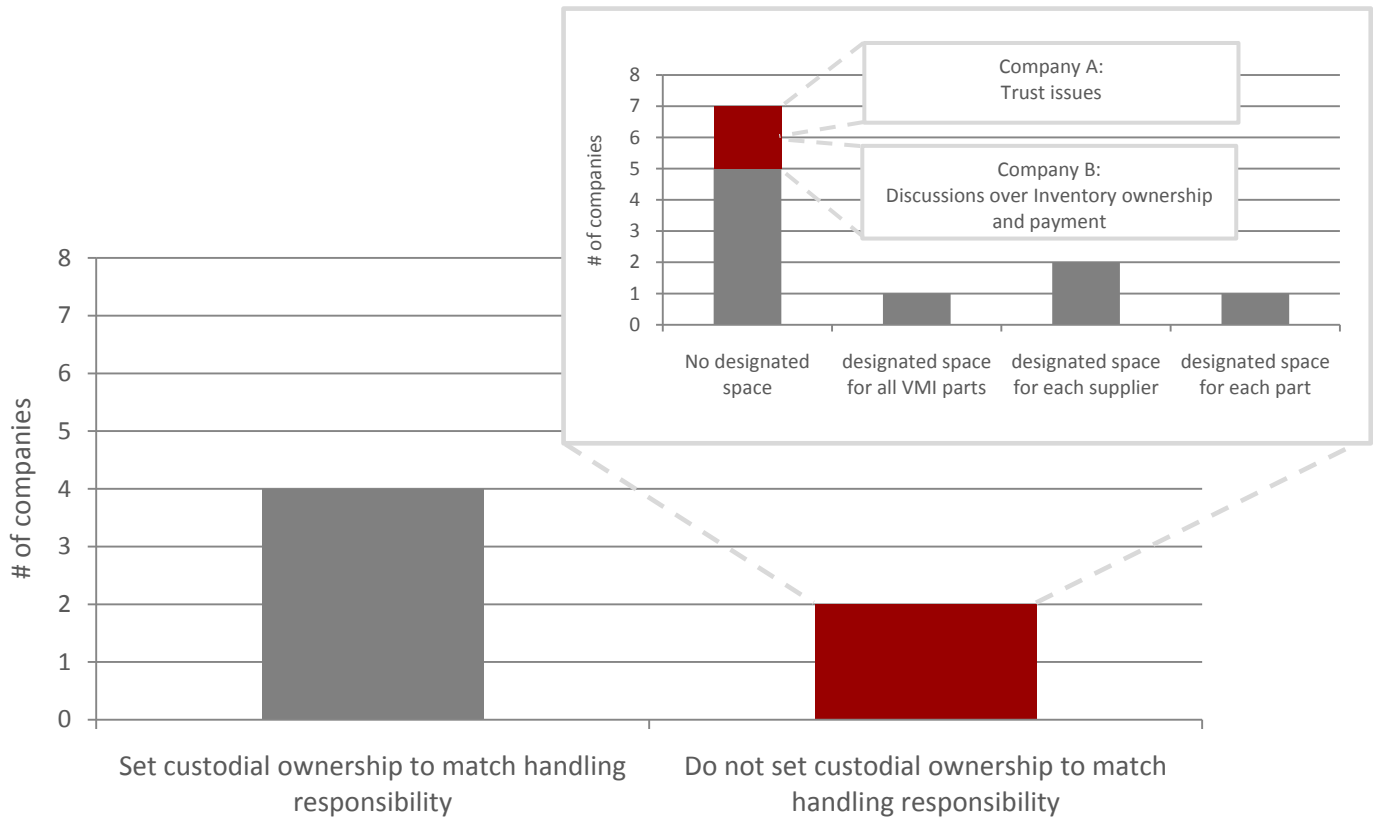 Company A:
Trust issues
Company B:
Discussions over Inventory ownership
and payment
# of companies
8
7
6
5
4
3
2
1
0
No designated
space
designated space
for all VMI parts
designated space
for each supplier
designated space
for each part
# of companies
8
7
6
5
4
3
2
1
0
Set custodial ownership to match handling
responsibility
Do not set custodial ownership to match
handling responsibility